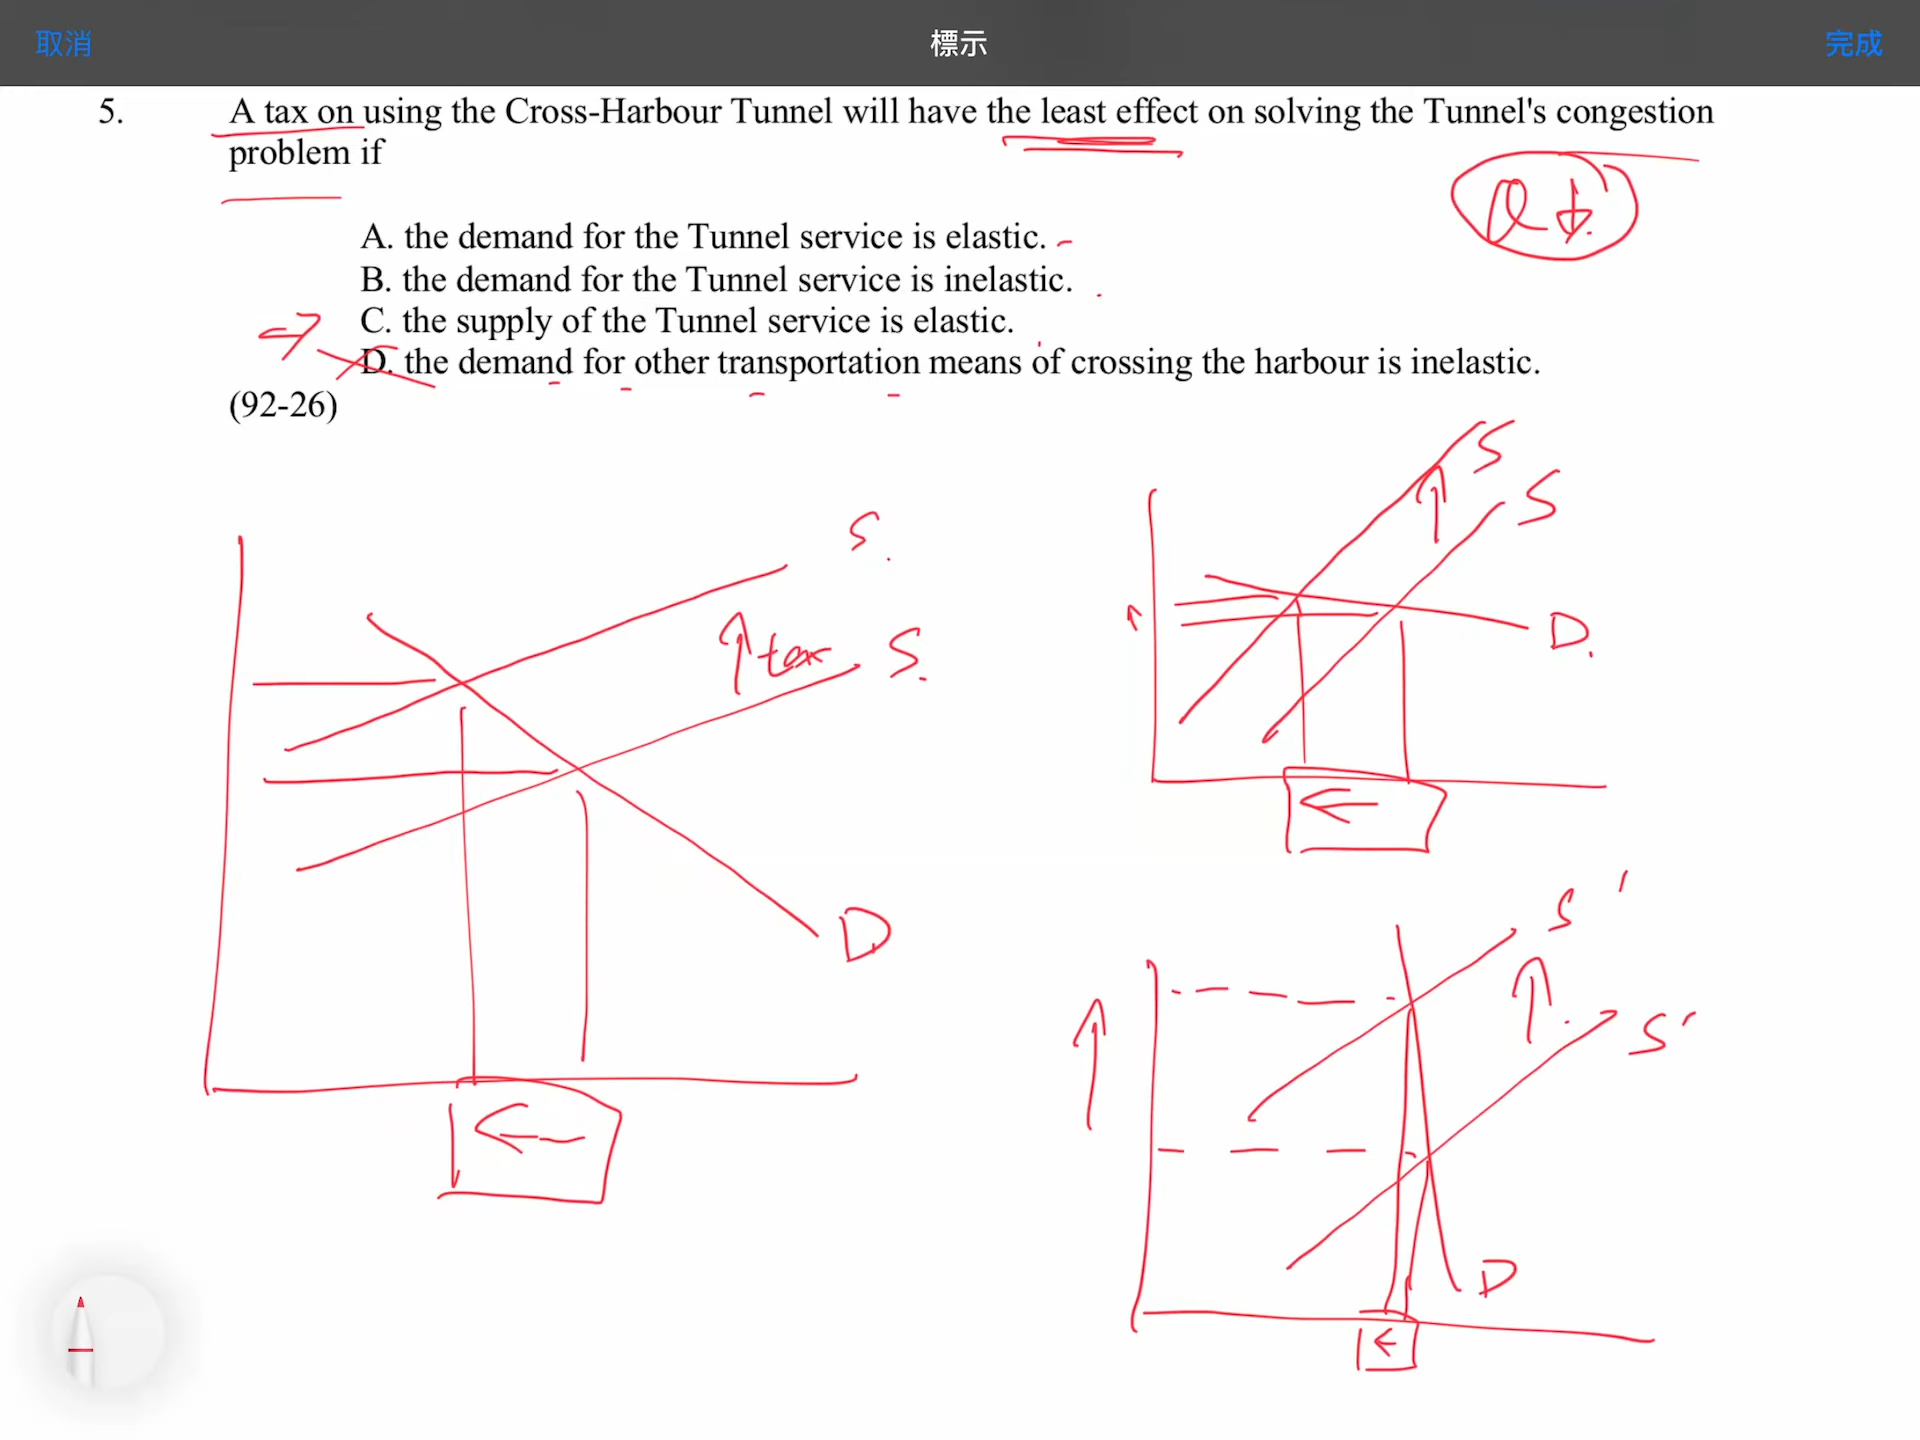 取消 標示 完成
5. A tax on using the Cross-Harbour Tunnel will have the least effect on solving the Tunnel's congestion
problem if
Q↓
A. the demand for the Tunnel service is elastic.
B. the demand for the Tunnel service is inelastic.
C. the supply of the Tunnel service is elastic.
D. the demand for other transportation means of crossing the harbour is inelastic.
(92-26)
S
S
S.
↑ tax S.
D.
D
S'
S'
D